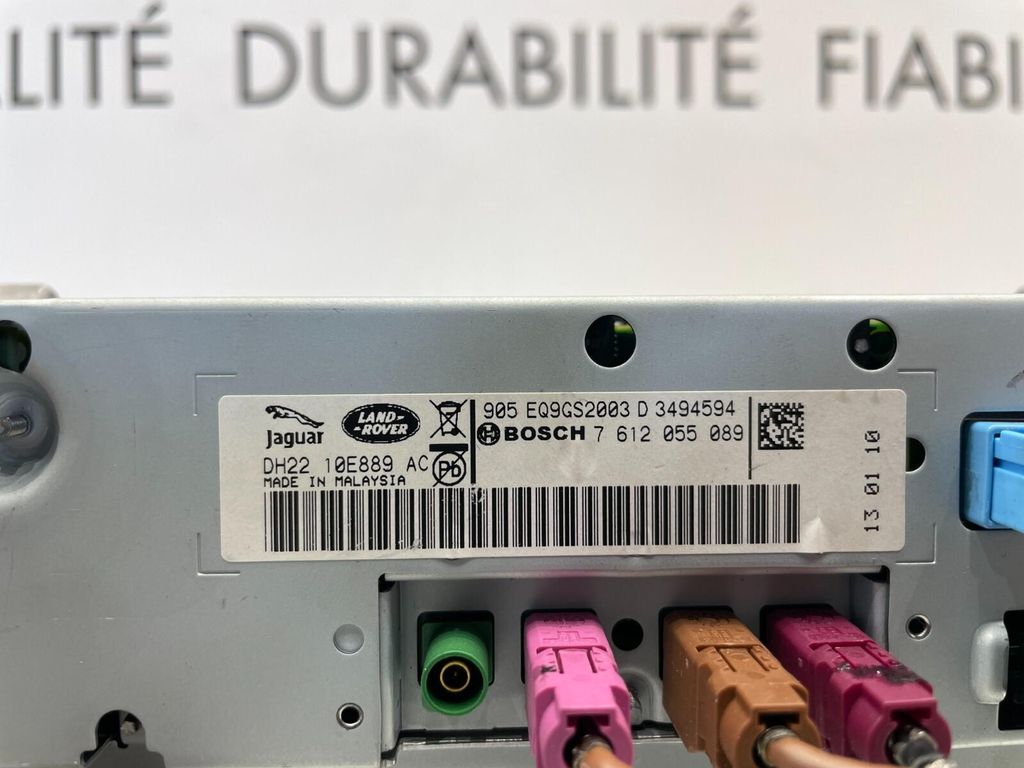 ALITÉ DURABILITÉ FIABI
Jaguar
LAND-
-ROVER
DH22 10E889 AC
MADE IN MALAYSIA
Pb
905 EQ9GS2003 D 3494594
BOSCH 7 612 055 089
13 01 10